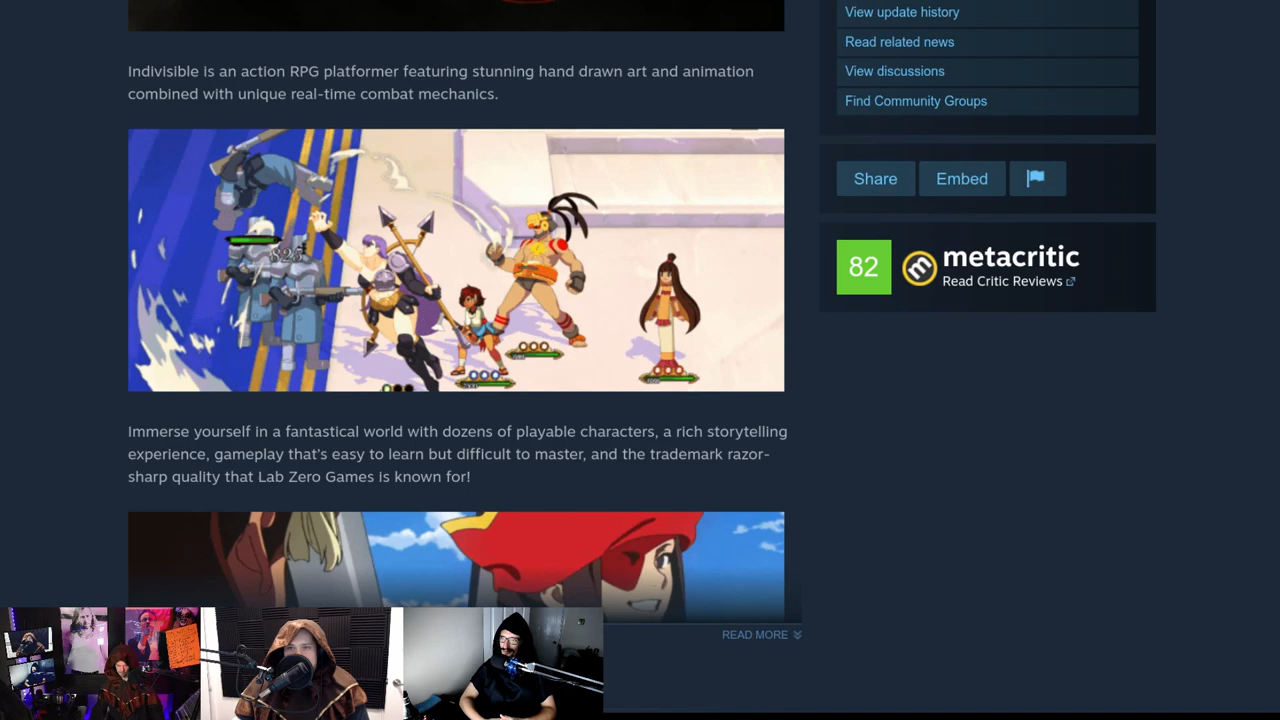 View update history
Read related news
View discussions
Find Community Groups
Indivisible is an action RPG platformer featuring stunning hand drawn art and animation
combined with unique real-time combat mechanics.
Share
Embed
82
metacritic
Read Critic Reviews
825
Immerse yourself in a fantastical world with dozens of playable characters, a rich storytelling
experience, gameplay that's easy to learn but difficult to master, and the trademark razor-
sharp quality that Lab Zero Games is known for!
READ MORE